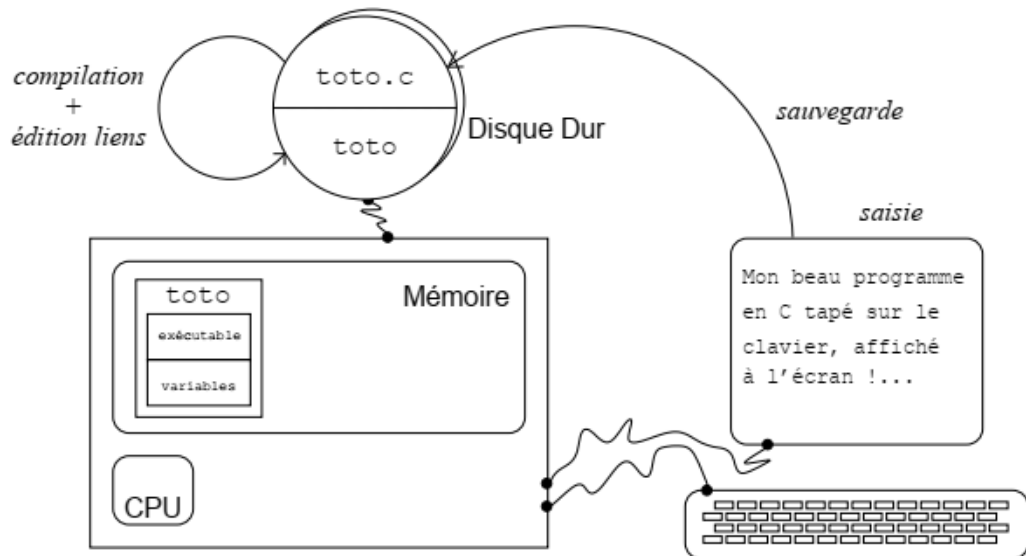 toto.c
compilation
+
édition liens
toto
Disque Dur
sauvegarde
saisie
Mon beau programme
en C tapé sur le
clavier, affiché
à l’écran !...
toto
Mémoire
exécutable
variables
CPU